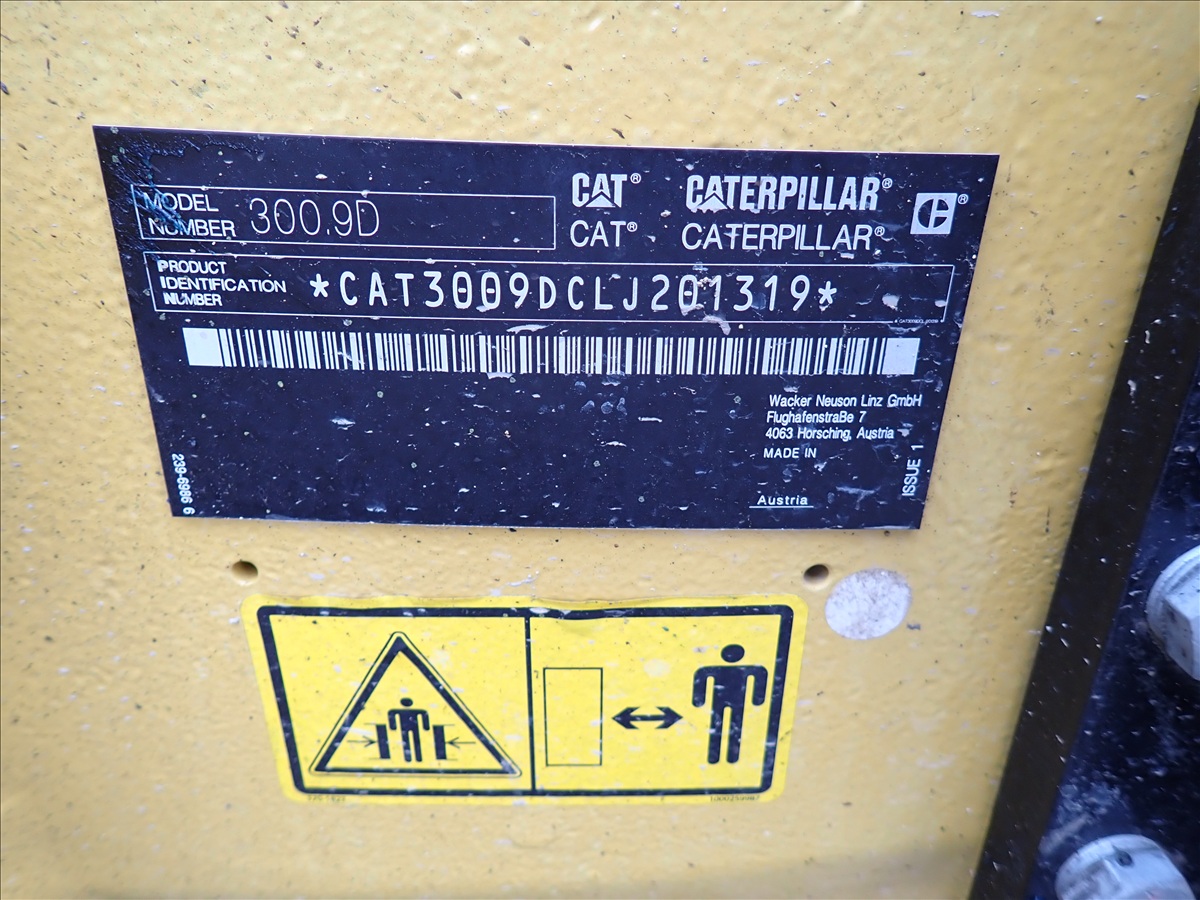 MODEL
NUMBER 300.9D
CAT® CATERPILLAR®
CAT® CATERPILLAR®
PRODUCT
IDENTIFICATION
NUMBER
*CAT3009DCLJ201319*
Wacker Neuson Linz GmbH
Flughafenstraße 7
4063 Horsching, Austria
MADE IN
Austria
239-6986 6
ISSUE 1